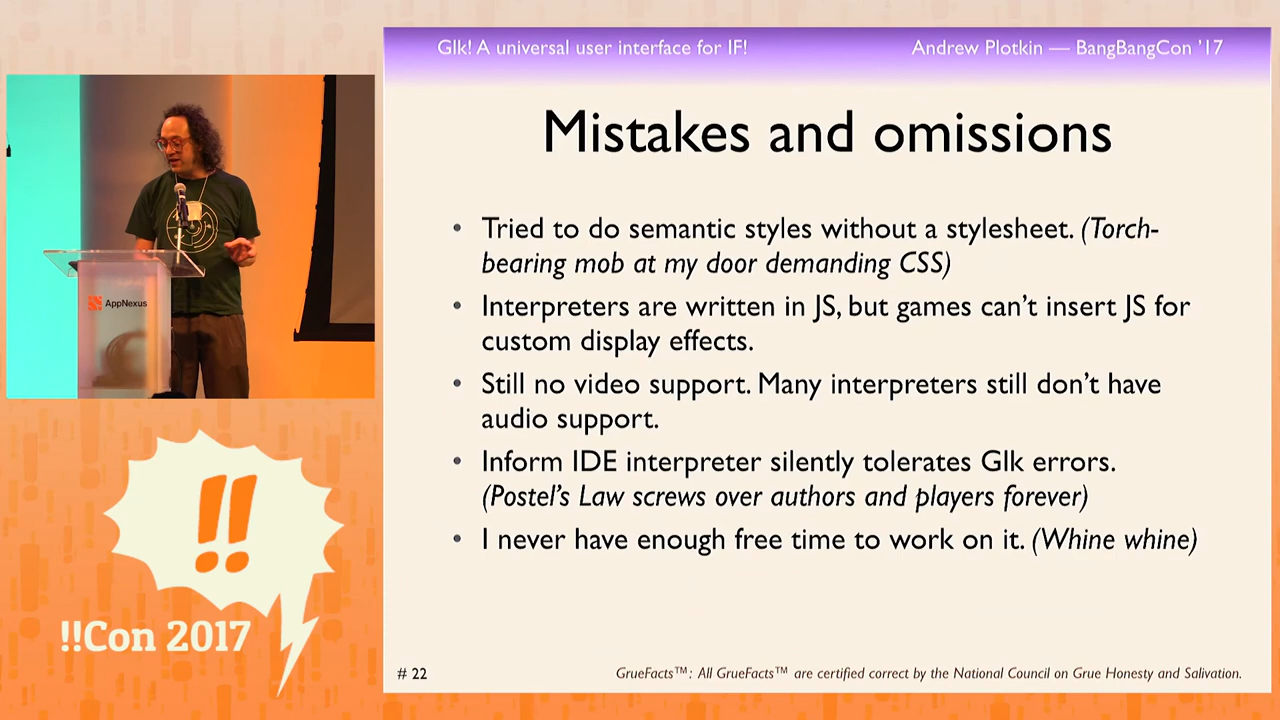 Glk! A universal user interface for IF!
Andrew Plotkin — BangBangCon '17
Mistakes and omissions
• Tried to do semantic styles without a stylesheet. (Torch-
bearing mob at my door demanding CSS)
• Interpreters are written in JS, but games can't insert JS for
custom display effects.
• Still no video support. Many interpreters still don't have
audio support.
• Inform IDE interpreter silently tolerates Glk errors.
(Postel's Law screws over authors and players forever)
• I never have enough free time to work on it. (Whine whine)
# 22
GrueFacts™: All GrueFacts™ are certified correct by the National Council on Grue Honesty and Salivation.
AppNexus
!!
!!Con 2017